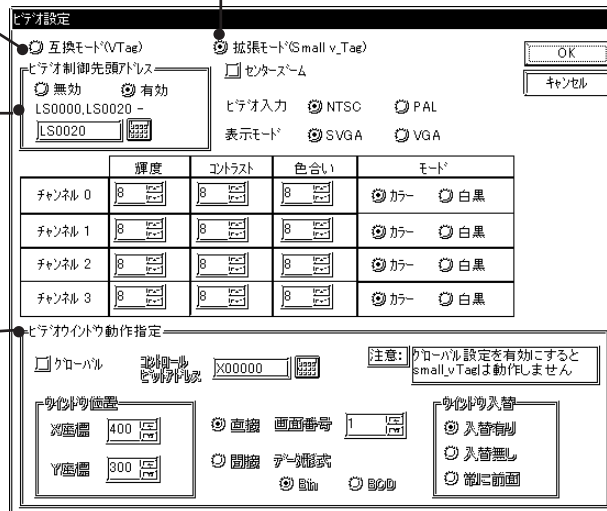 ビデオ設定
互換モード(VTag)
拡張モード(Small v_Tag)
OK
キャンセル
ビデオ制御先頭アドレス
無効 有効
LS0000,LS0020 -
LS0020
センターズーム
ビデオ入力 NTSC PAL
表示モード SVGA VGA
輝度 コントラスト 色合い モード
チャンネル 0 8 8 8 カラー 白黒
チャンネル 1 8 8 8 カラー 白黒
チャンネル 2 8 8 8 カラー 白黒
チャンネル 3 8 8 8 カラー 白黒
ビデオウィンドウ動作指定
グローバル
コントロール
ビットアドレス
X00000
注意:
グローバル設定を有効にすると
small_vTagは動作しません
ウィンドウ位置
X座標 400
Y座標 300
直接 画面番号 1
間接 データ形式
Bin BCD
ウィンドウ入替
入替有り
入替無し
常に前面